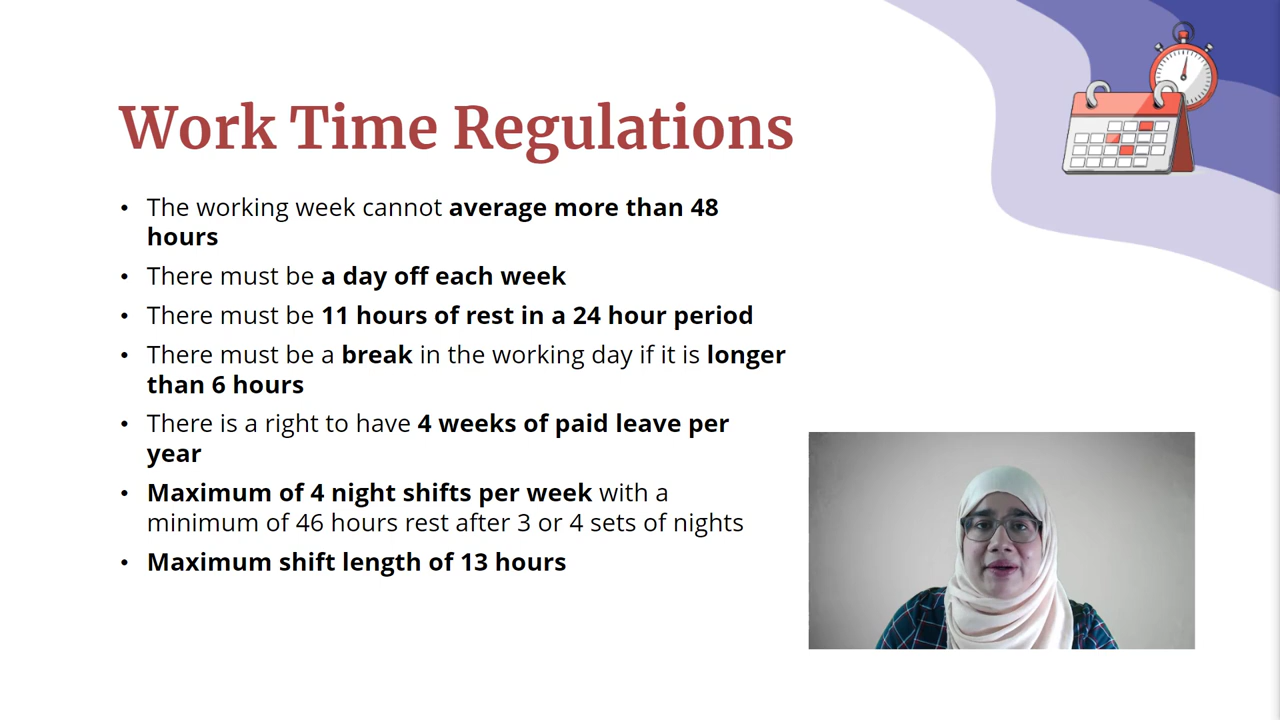 Work Time Regulations
• The working week cannot average more than 48
hours
• There must be a day off each week
• There must be 11 hours of rest in a 24 hour period
• There must be a break in the working day if it is longer
than 6 hours
• There is a right to have 4 weeks of paid leave per
year
• Maximum of 4 night shifts per week with a
minimum of 46 hours rest after 3 or 4 sets of nights
• Maximum shift length of 13 hours